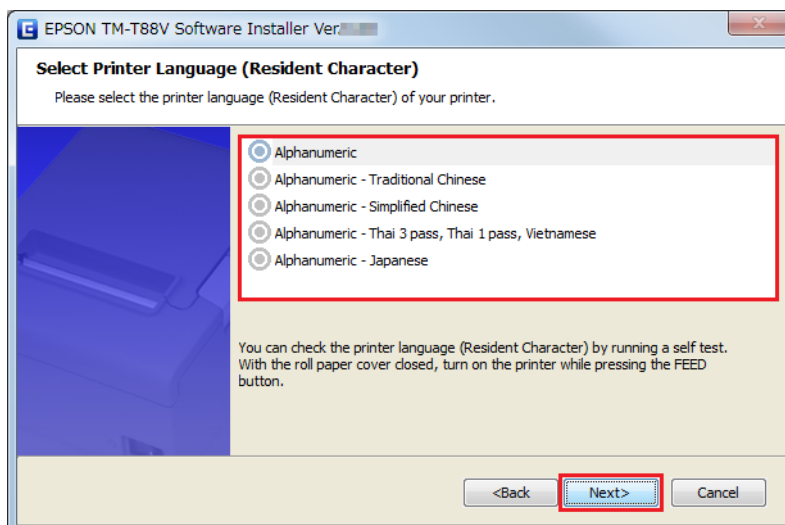 EPSON TM-T88V Software Installer Ver.
Select Printer Language (Resident Character)
Please select the printer language (Resident Character) of your printer.
Alphanumeric
Alphanumeric - Traditional Chinese
Alphanumeric - Simplified Chinese
Alphanumeric - Thai 3 pass, Thai 1 pass, Vietnamese
Alphanumeric - Japanese
You can check the printer language (Resident Character) by running a self test.
With the roll paper cover closed, turn on the printer while pressing the FEED
button.
<Back Next> Cancel